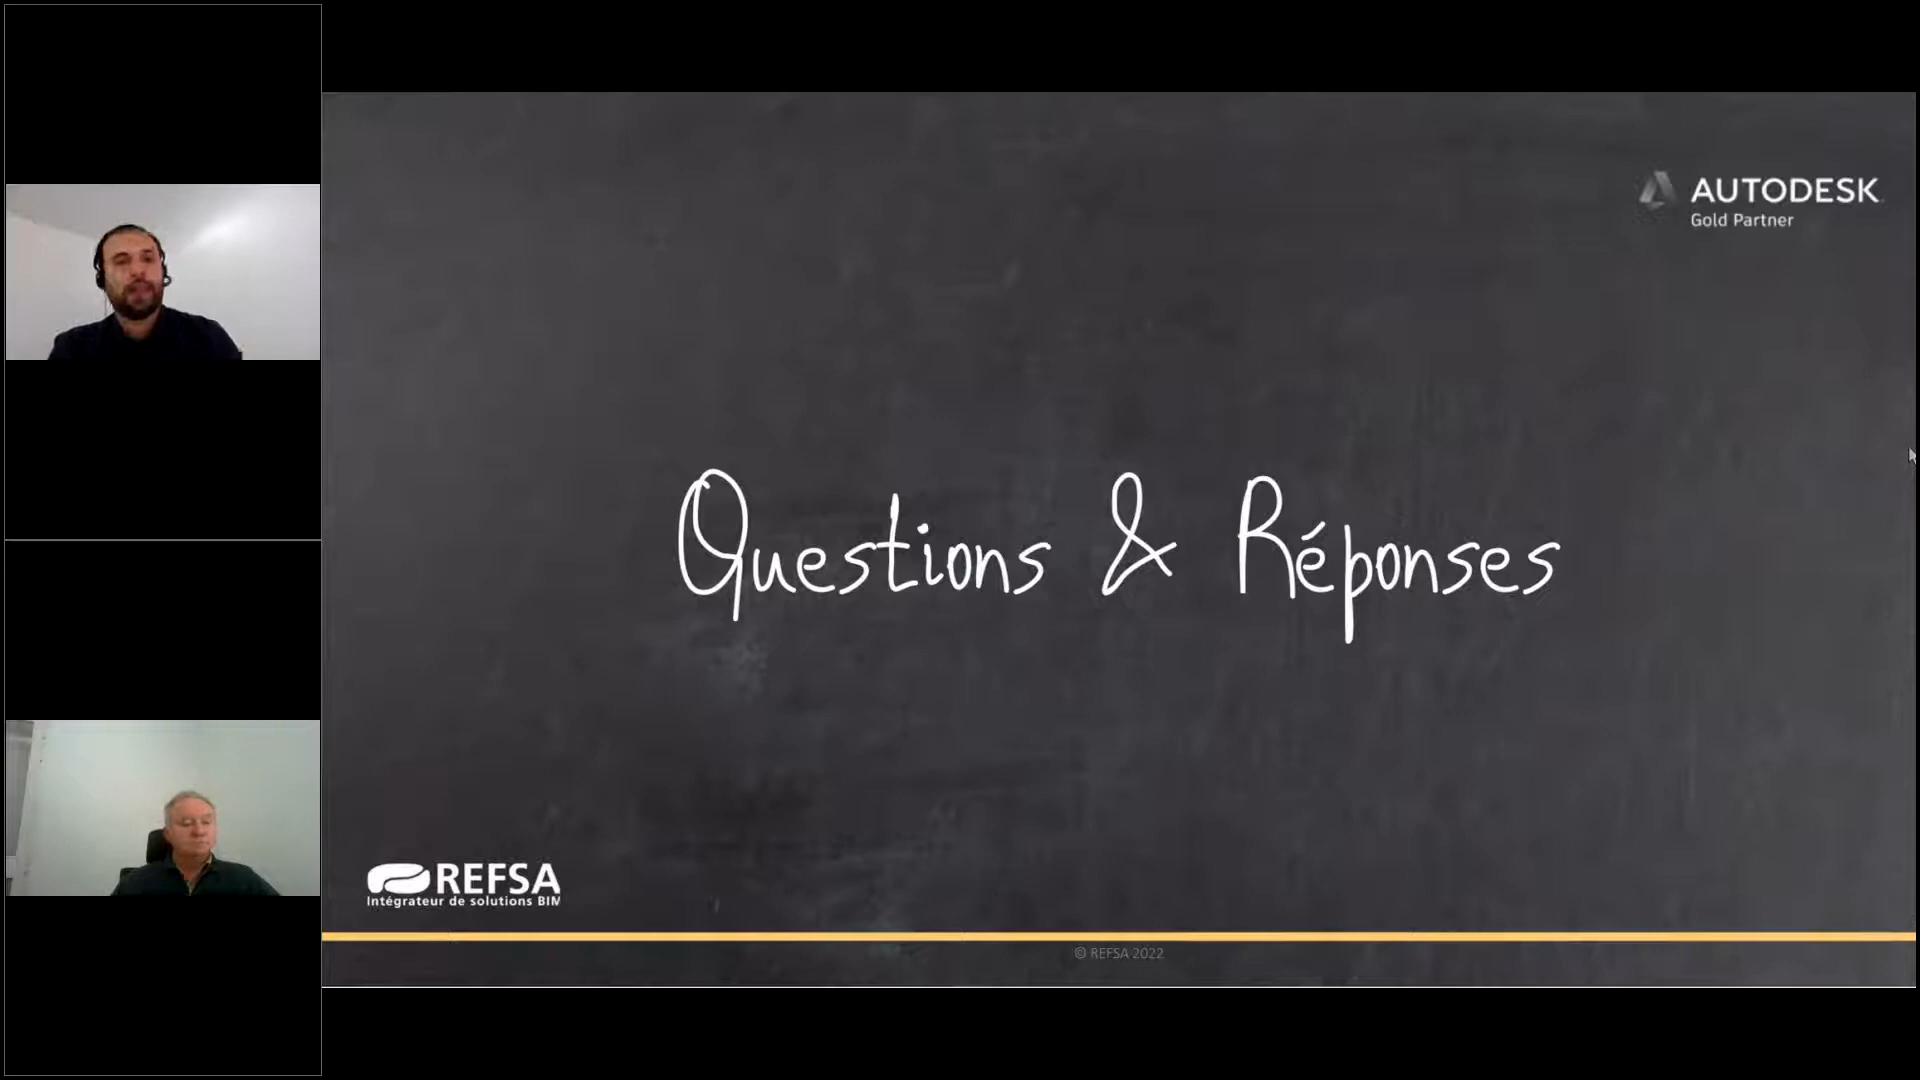 AUTODESK
Gold Partner
Questions & Réponses
REFSA
Intégrateur de solutions BIM
© REFSA 2022